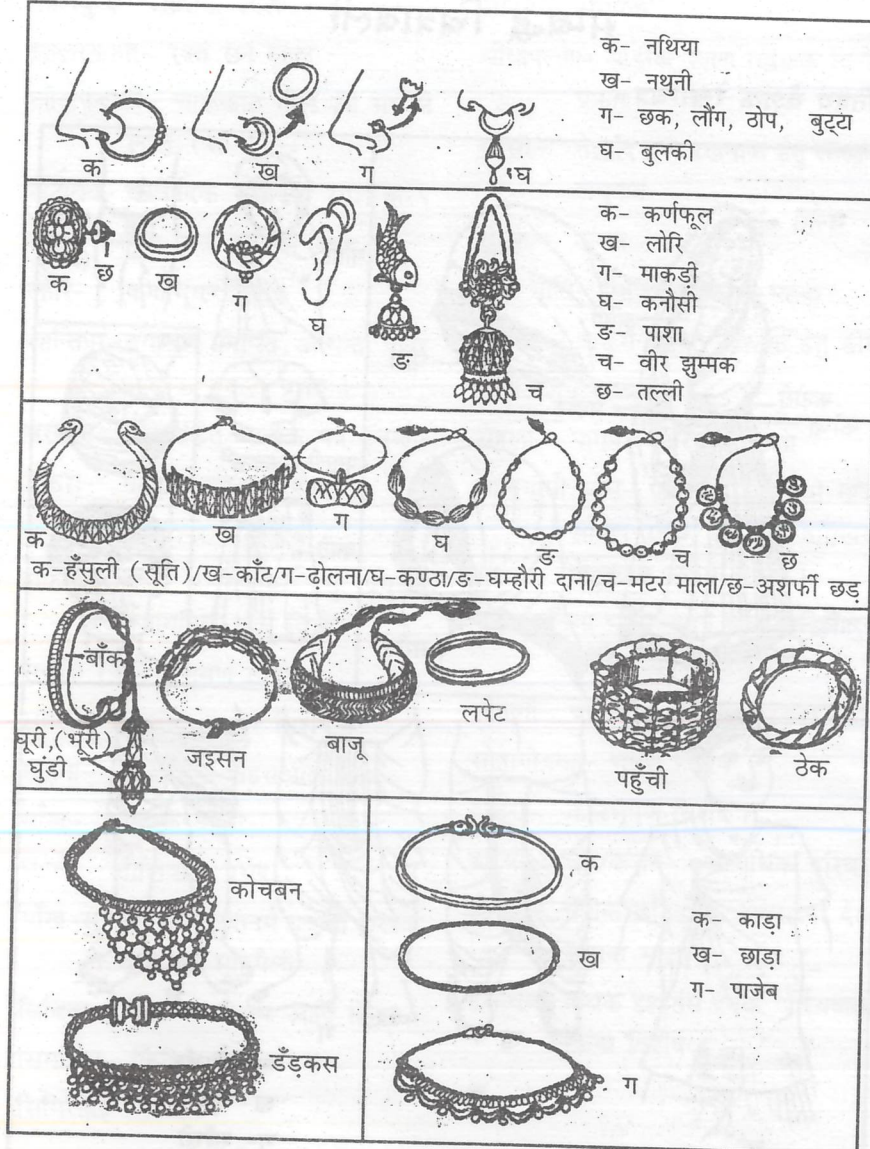 क- नथिया
ख- नथुनी
ग- छक, लौंग, ठोप, बुट्टा
घ- बुलकी
क ख ग घ
क- कर्णफूल
ख- लोरि
ग- माकड़ी
घ- कनौसी
ङ- पाशा
च- वीर झुम्मक
छ- तल्ली
क छ ख ग घ ङ च
क ख ग घ ङ च छ
क-हँसुली (सूति)/ख-काँट/ग-ढ़ोलना/घ-कण्ठा/ङ-घम्हौरी दाना/च-मटर माला/छ-अशर्फी छड़
बाँक
घूरी, (मूरी)
घुंडी
जइसन
बाजू
लपेट
पहुँची
ठेक
कोचबन
डँड़कस
क
ख
ग
क- काड़ा
ख- छाड़ा
ग- पाजेब